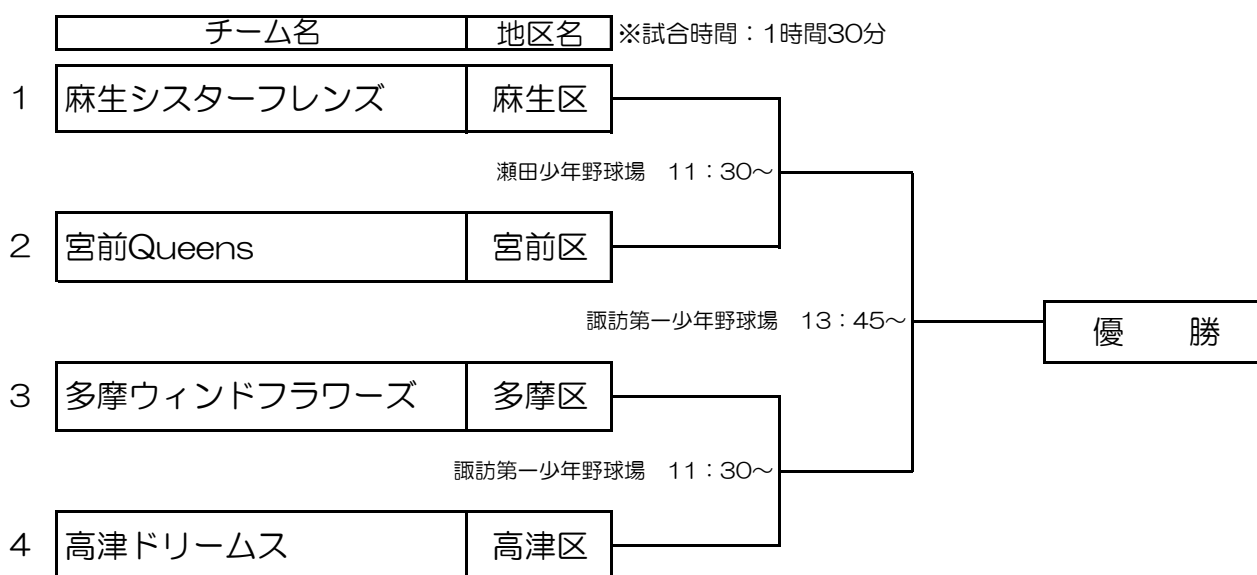 チーム名 地区名 ※試合時間：1時間30分
1 麻生シスターフレンズ 麻生区
瀬田少年野球場 11：30～
2 宮前Queens 宮前区
諏訪第一少年野球場 13：45～
優 勝
3 多摩ウィンドフラワーズ 多摩区
諏訪第一少年野球場 11：30～
4 高津ドリームス 高津区